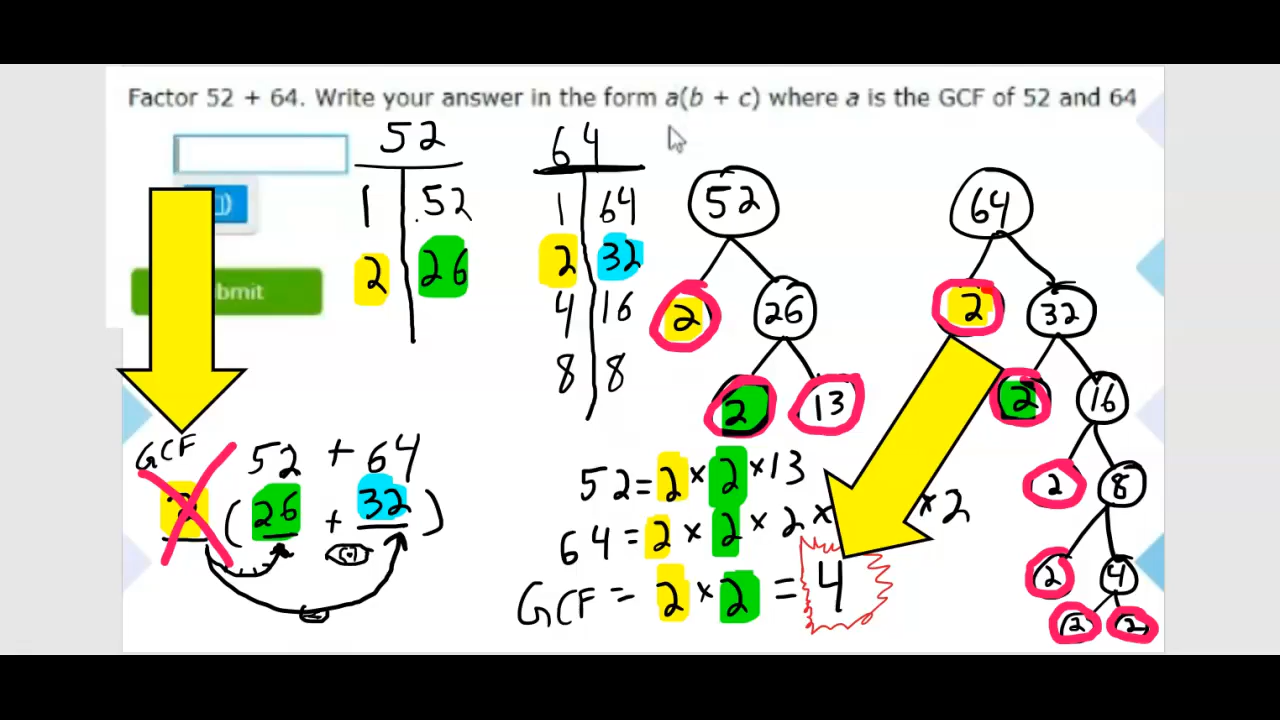 Factor 52 + 64. Write your answer in the form a(b + c) where a is the GCF of 52 and 64
52
1 52
2 26
64
1 64
2 32
4 16
8 8
52
2 26
2 13
64
2 32
2 16
2 8
2 4
2 2
bmit
GCF
52 + 64
2 (26 + 32)
52 = 2 × 2 × 13
64 = 2 × 2 × 2 × × 2
GCF = 2 × 2 = 4